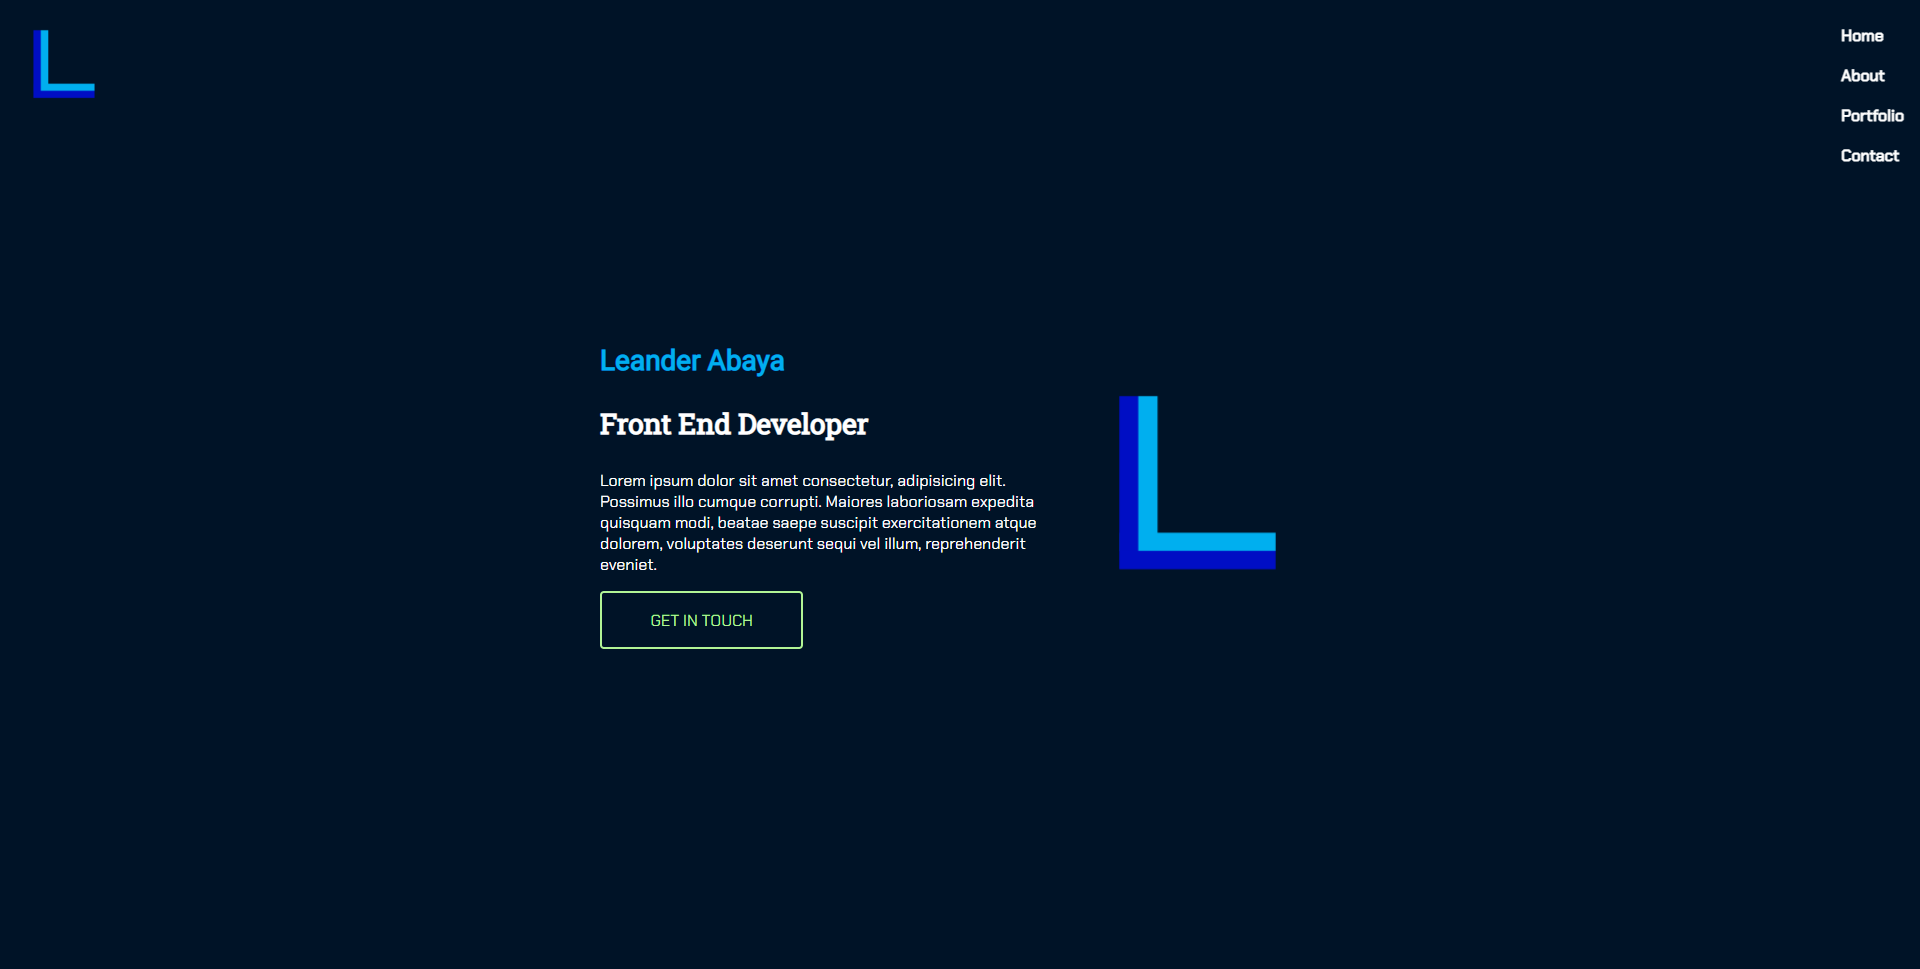 Home
About
Portfolio
Contact
Leander Abaya
Front End Developer
Lorem ipsum dolor sit amet consectetur, adipisicing elit.
Possimus illo cumque corrupti. Maiores laboriosam expedita
quisquam modi, beatae saepe suscipit exercitationem atque
dolorem, voluptates deserunt sequi vel illum, reprehenderit
eveniet.
GET IN TOUCH